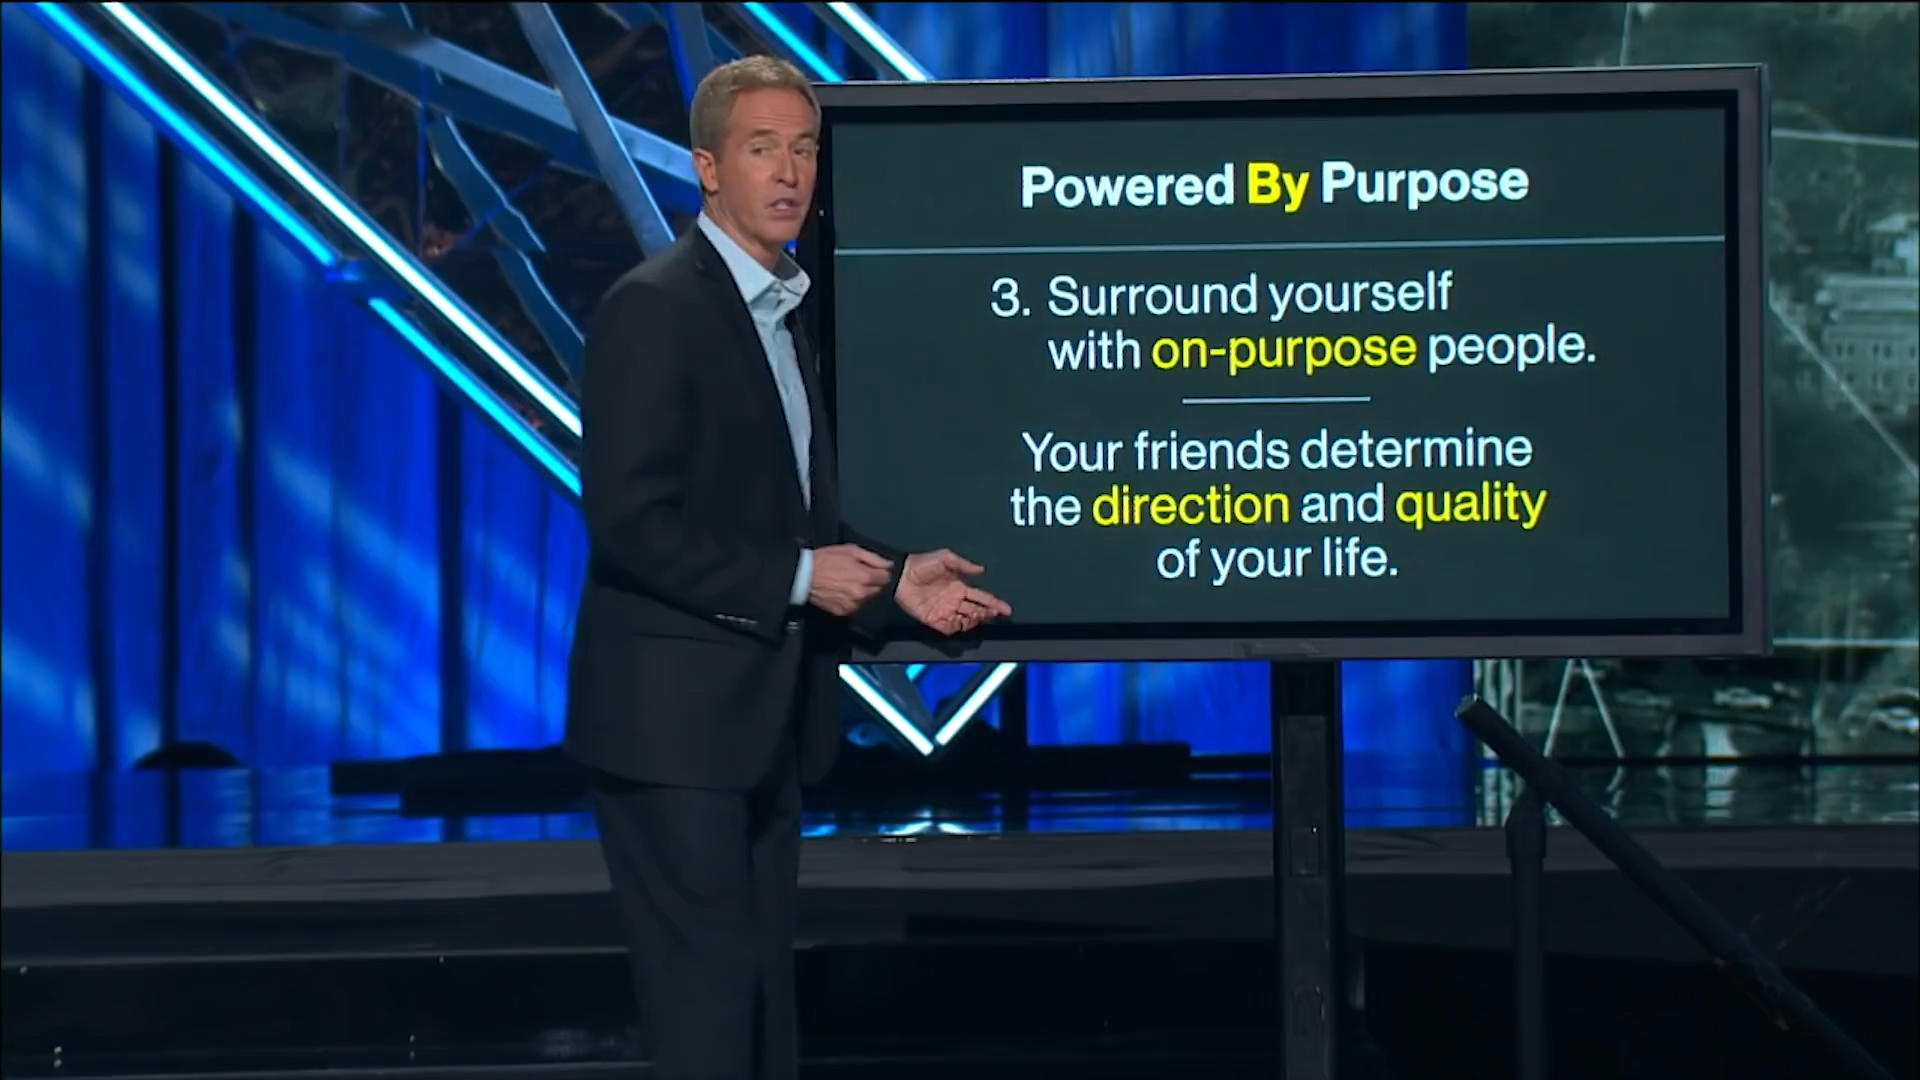 Powered By Purpose
3. Surround yourself
with on-purpose people.
Your friends determine
the direction and quality
of your life.